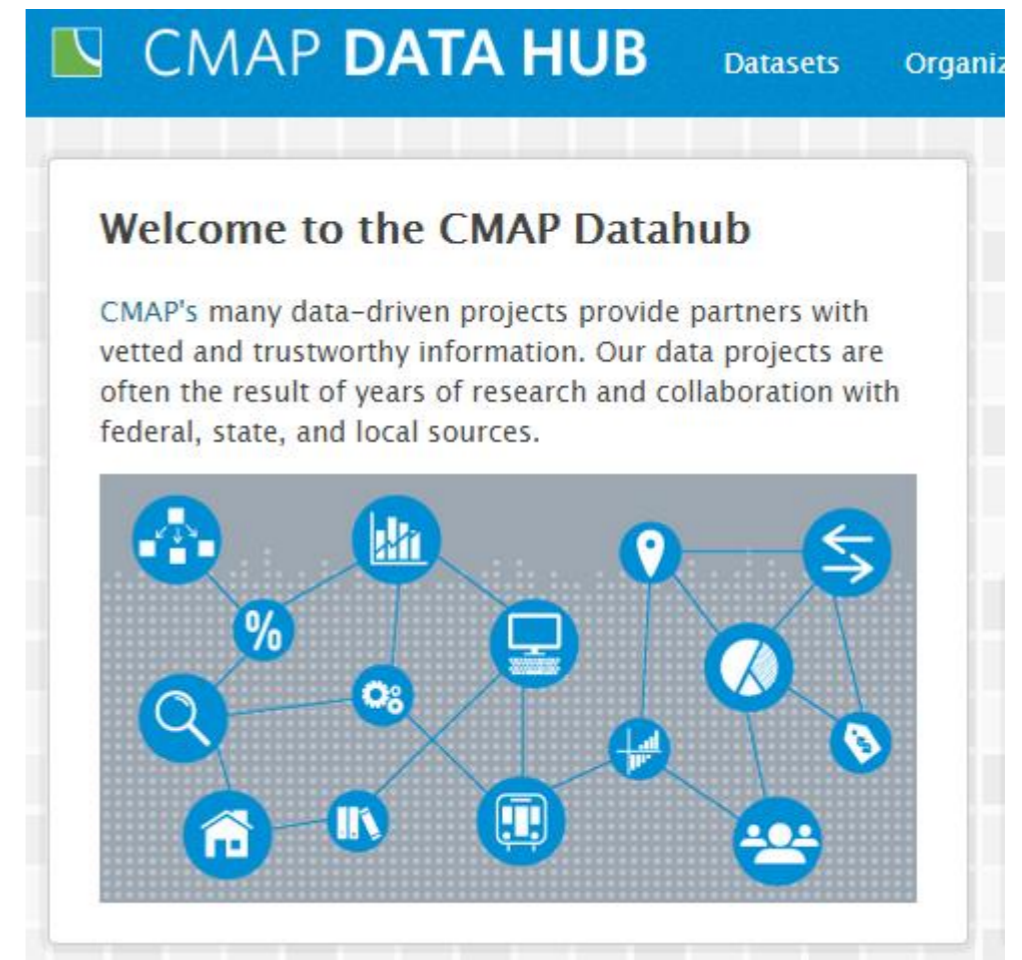 CMAP DATA HUB Datasets Organiz
Welcome to the CMAP Datahub
CMAP's many data-driven projects provide partners with
vetted and trustworthy information. Our data projects are
often the result of years of research and collaboration with
federal, state, and local sources.
%
$